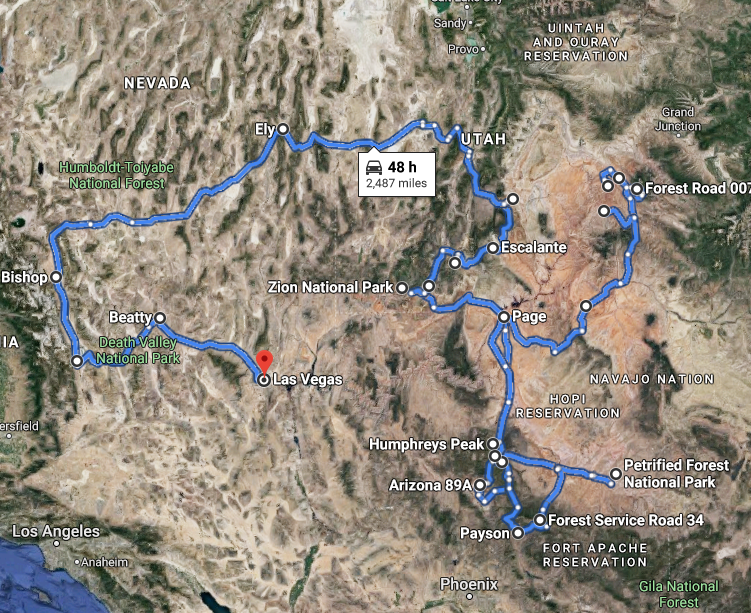 Sandy
Provo
UINTAH
AND OURAY
RESERVATION
NEVADA
Grand
Junction
Ely
UTAH
48 h
2,487 miles
Humboldt-Toiyabe
National Forest
Forest Road 007
Escalante
Bishop
Zion National Park
Beatty
Page
IA
Death Valley
National Park
Las Vegas
NAVAJO NATION
HOPI
RESERVATION
ersfield
Humphreys Peak
Petrified Forest
National Park
Arizona 89A
Forest Service Road 34
Payson
Los Angeles
Anaheim
FORT APACHE
RESERVATION
Phoenix
Gila National
Forest